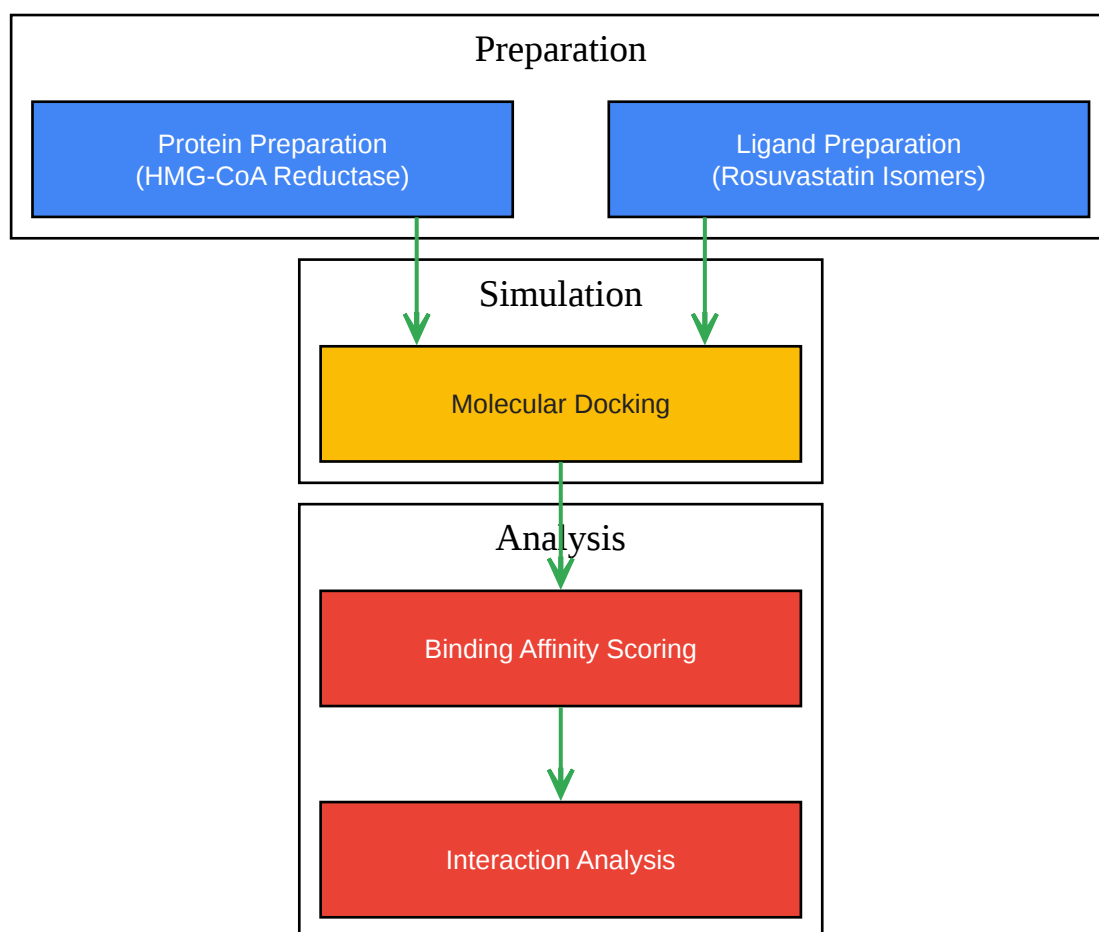 Preparation
Protein Preparation
(HMG-CoA Reductase)
Ligand Preparation
(Rosuvastatin Isomers)
Simulation
Molecular Docking
Analysis
Binding Affinity Scoring
Interaction Analysis